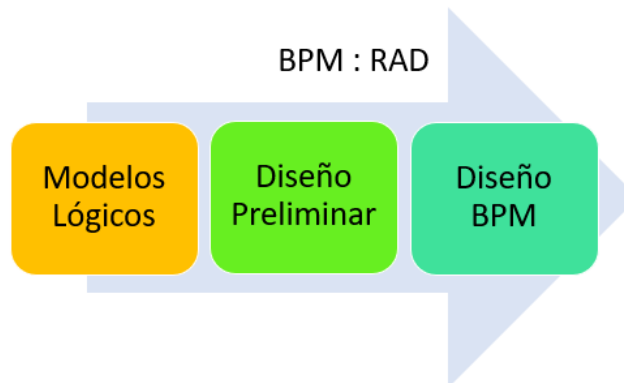 BPM : RAD
Modelos
Lógicos
Diseño
Preliminar
Diseño
BPM